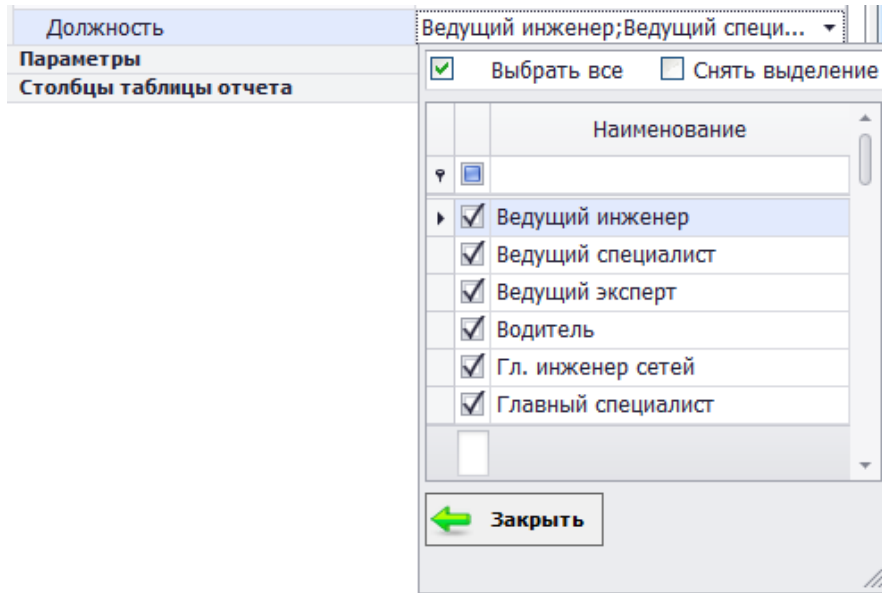 Должность Ведущий инженер;Ведущий специ...
Параметры
Столбцы таблицы отчета
Выбрать все Снять выделение
Наименование
Ведущий инженер
Ведущий специалист
Ведущий эксперт
Водитель
Гл. инженер сетей
Главный специалист
Закрыть